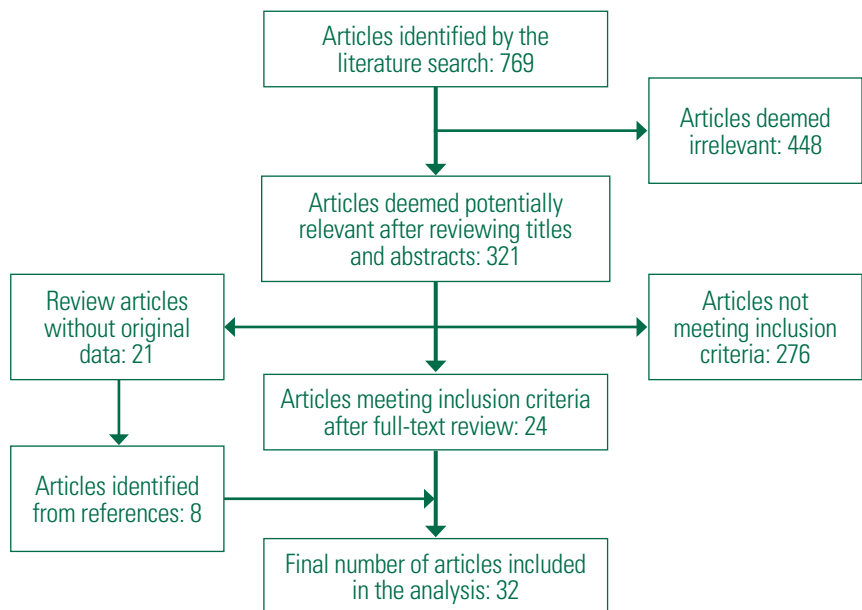 Articles identified by the
literature search: 769
Articles deemed
irrelevant: 448
Articles deemed potentially
relevant after reviewing titles
and abstracts: 321
Review articles
without original
data: 21
Articles not
meeting inclusion
criteria: 276
Articles meeting inclusion criteria
after full-text review: 24
Articles identified
from references: 8
Final number of articles included
in the analysis: 32